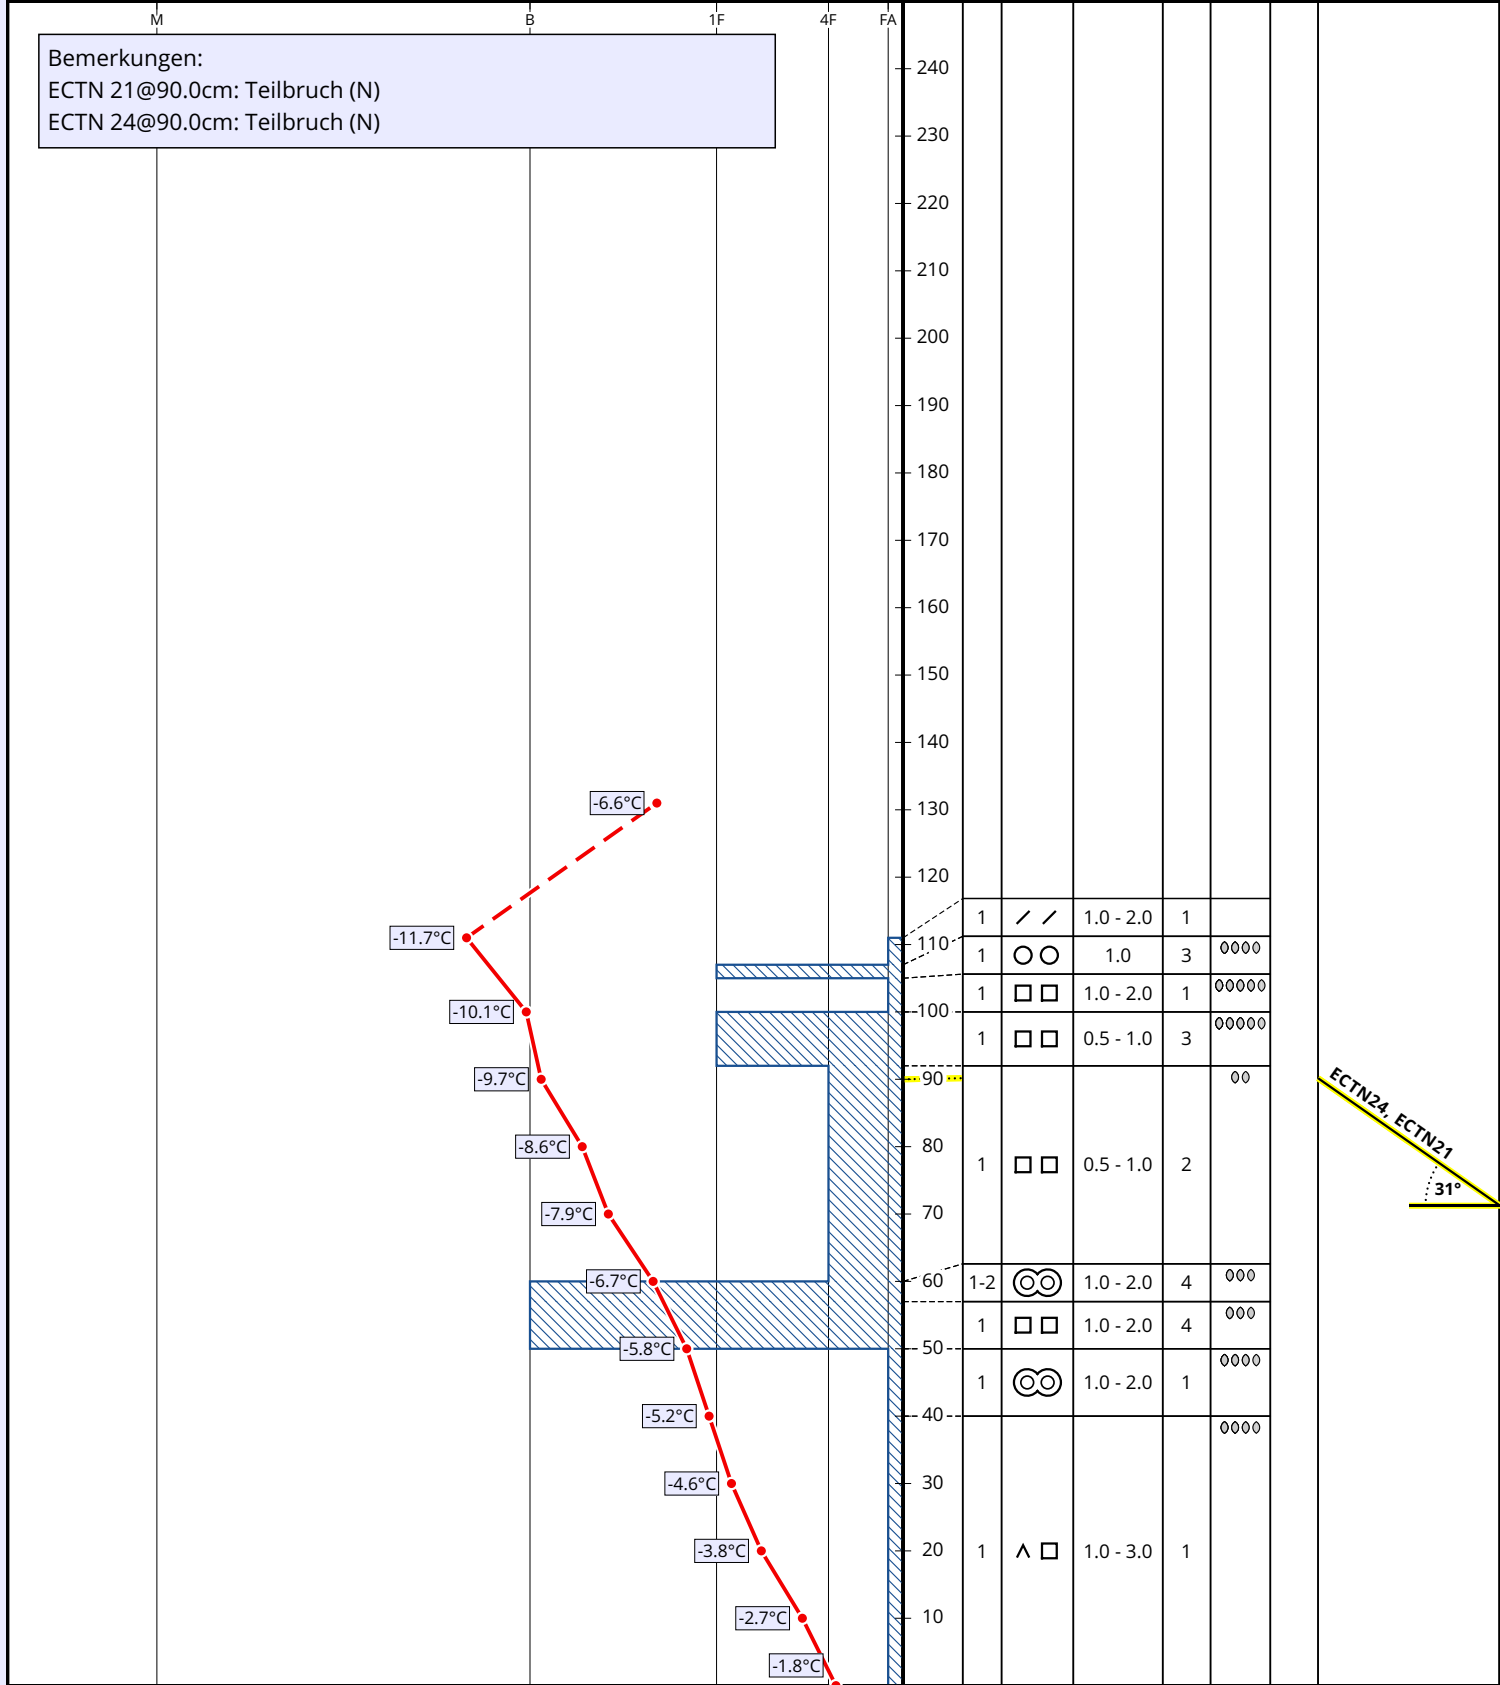 M B 1F 4F FA
Bemerkungen:
ECTN 21@90.0cm: Teilbruch (N)
ECTN 24@90.0cm: Teilbruch (N)
240
230
220
210
200
190
180
170
160
150
140
-6.6°C 130
120
1 1.0 - 2.0 1
-11.7°C 110
1 1.0 3
1 1.0 - 2.0 1
-10.1°C 100
1 0.5 - 1.0 3
-9.7°C 90
ECTN24, ECTN21
-8.6°C 80
1 0.5 - 1.0 2
31°
-7.9°C 70
-6.7°C 60 1-2 1.0 - 2.0 4
1 1.0 - 2.0 4
-5.8°C 50
1 1.0 - 2.0 1
-5.2°C 40
-4.6°C 30
-3.8°C 20 1 1.0 - 3.0 1
-2.7°C 10
-1.8°C